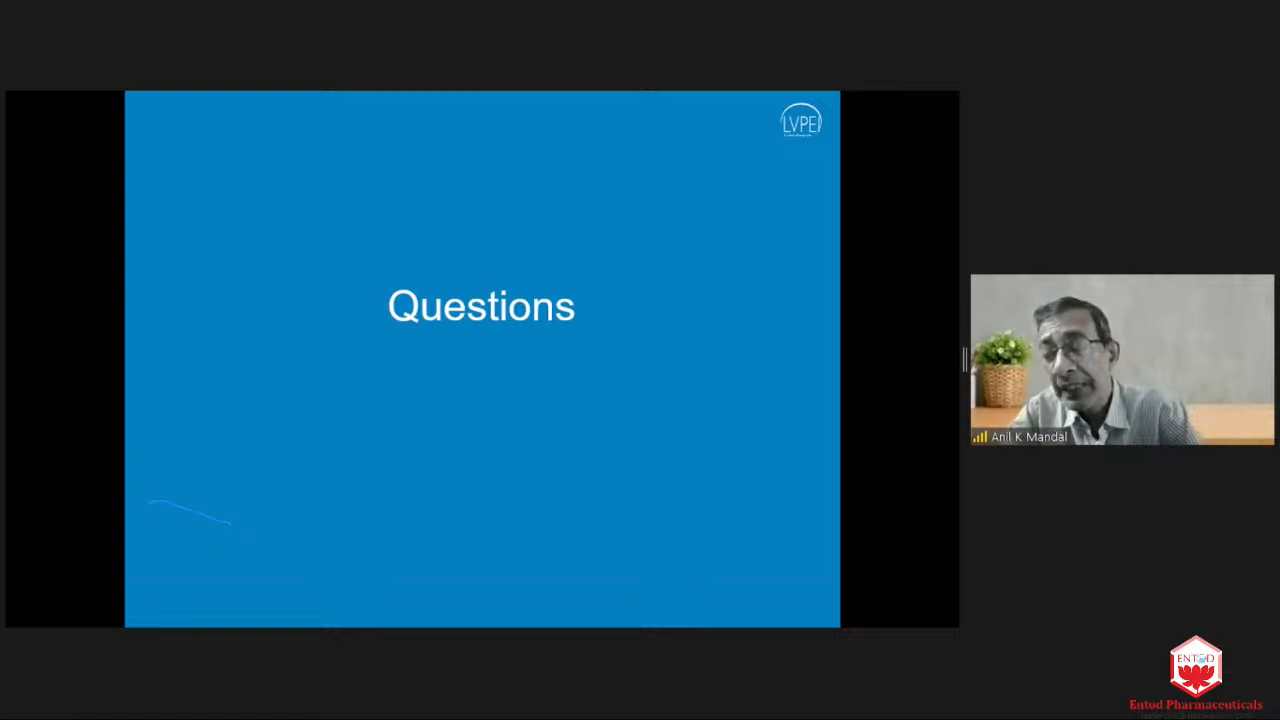 LVPEI
Questions
Anil K Mandal
ENTOD
Entod Pharmaceuticals